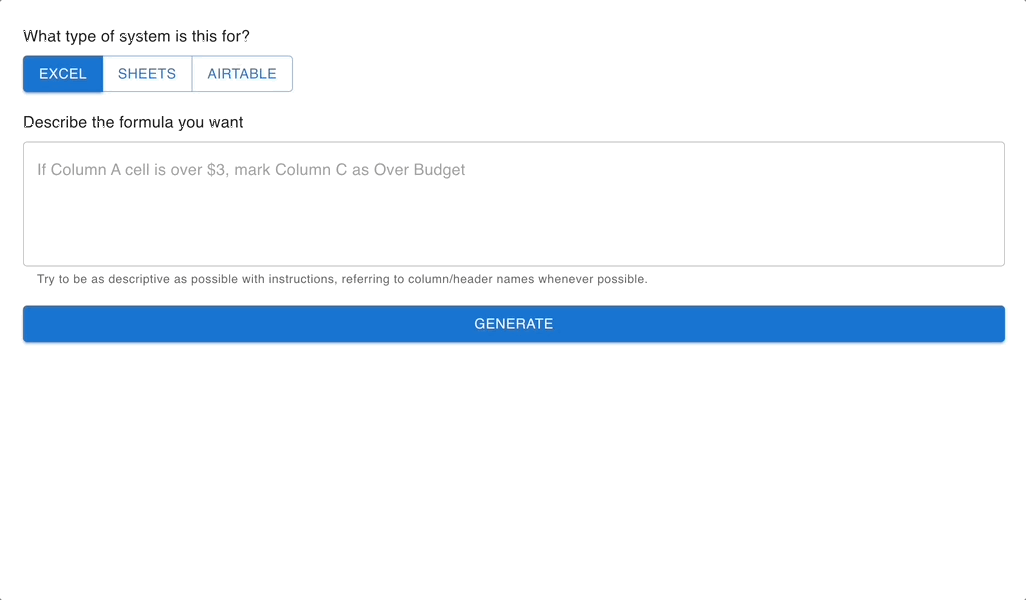 What type of system is this for?
EXCEL SHEETS AIRTABLE
Describe the formula you want
If Column A cell is over $3, mark Column C as Over Budget
Try to be as descriptive as possible with instructions, referring to column/header names whenever possible.
GENERATE